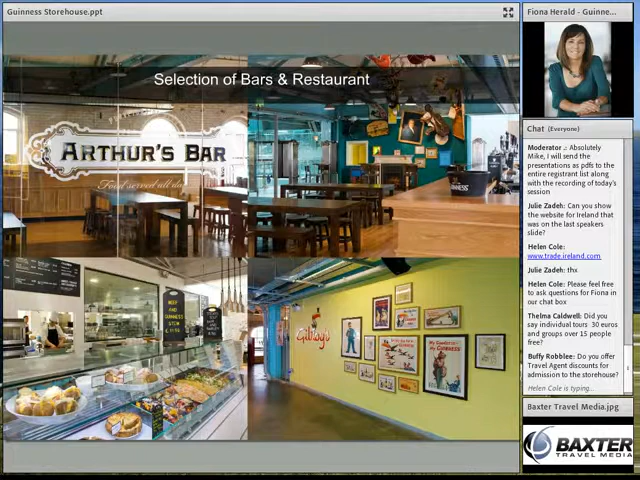 Guinness Storehouse.ppt
Selection of Bars & Restaurant
ARTHUR'S BAR
Food served all day
GUINNESS
BEEF AND
GUINNESS
STEW
Gilroy's
GUINNESS
Fiona Herald - Guinne...
Chat (Everyone)
Moderator .: Absolutely
Mike, I will send the
presentations as pdfs to the
entire registrant list along
with the recording of today's
session
Julie Zadeh: Can you show
the website for Ireland that
was on the last speakers
slide?
Helen Cole:
www.trade.ireland.com
Julie Zadeh: thx
Helen Cole: Please feel free
to ask questions for Fiona in
our chat box
Thelma Caldwell: Did you
say individual tours 30 euros
and groups over 15 people
free?
Buffy Robblee: Do you offer
Travel Agent discounts for
admission to the storehouse?
Helen Cole is typing...
Baxter Travel Media.jpg
BAXTER
TRAVEL MEDIA